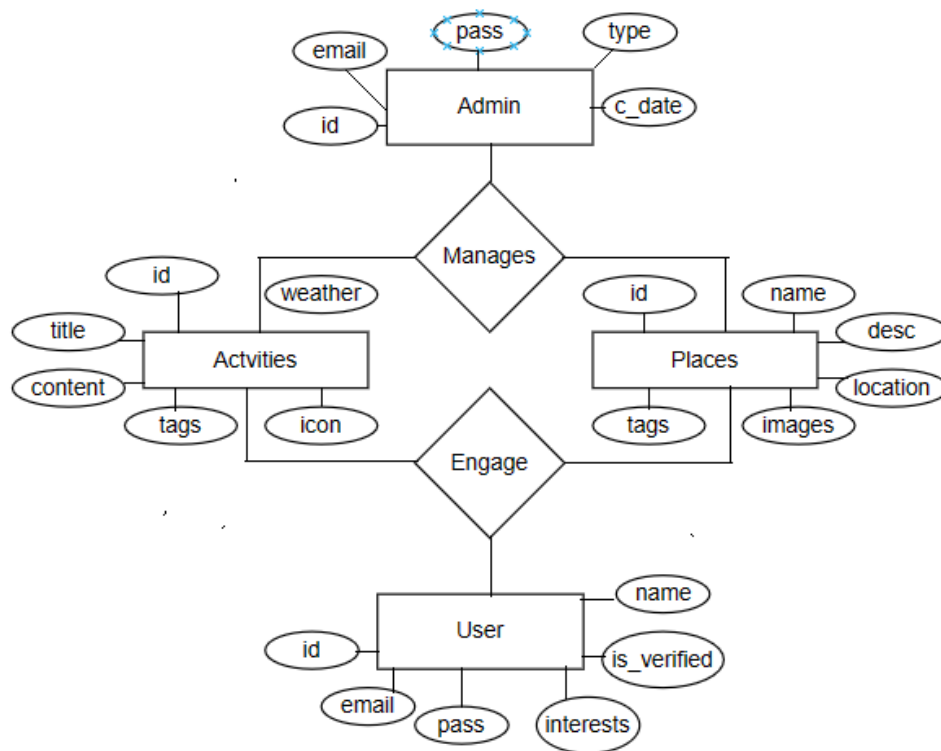 pass
type
email
Admin
c_date
id
Manages
id
weather
id
name
title
desc
Actvities
Places
content
location
tags
icon
tags
images
Engage
name
User
id
is_verified
email
pass
interests